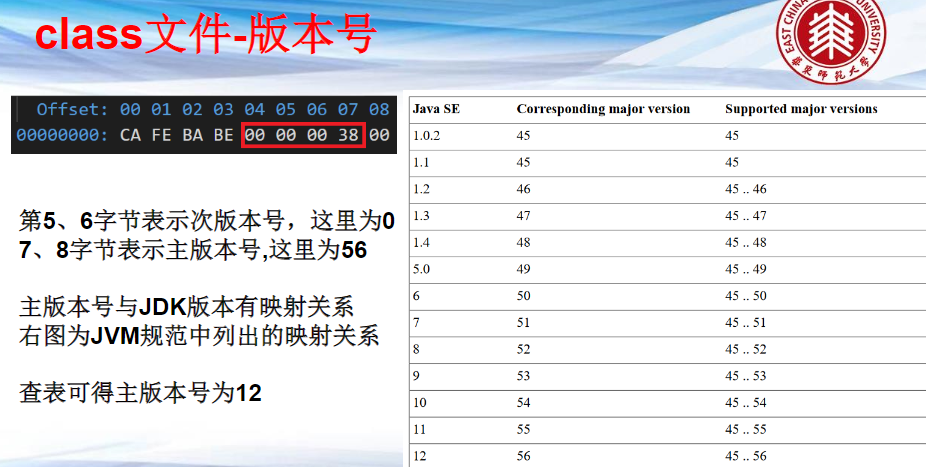 class文件-版本号
EAST CHINA UNIVERSITY
華東師範大學
Offset: 00 01 02 03 04 05 06 07 08
00000000: CA FE BA BE 00 00 00 38 00
第5、6字节表示次版本号，这里为0
7、8字节表示主版本号,这里为56
主版本号与JDK版本有映射关系
右图为JVM规范中列出的映射关系
查表可得主版本号为12
Java SE Corresponding major version Supported major versions
1.0.2 45 45
1.1 45 45
1.2 46 45 .. 46
1.3 47 45 .. 47
1.4 48 45 .. 48
5.0 49 45 .. 49
6 50 45 .. 50
7 51 45 .. 51
8 52 45 .. 52
9 53 45 .. 53
10 54 45 .. 54
11 55 45 .. 55
12 56 45 .. 56